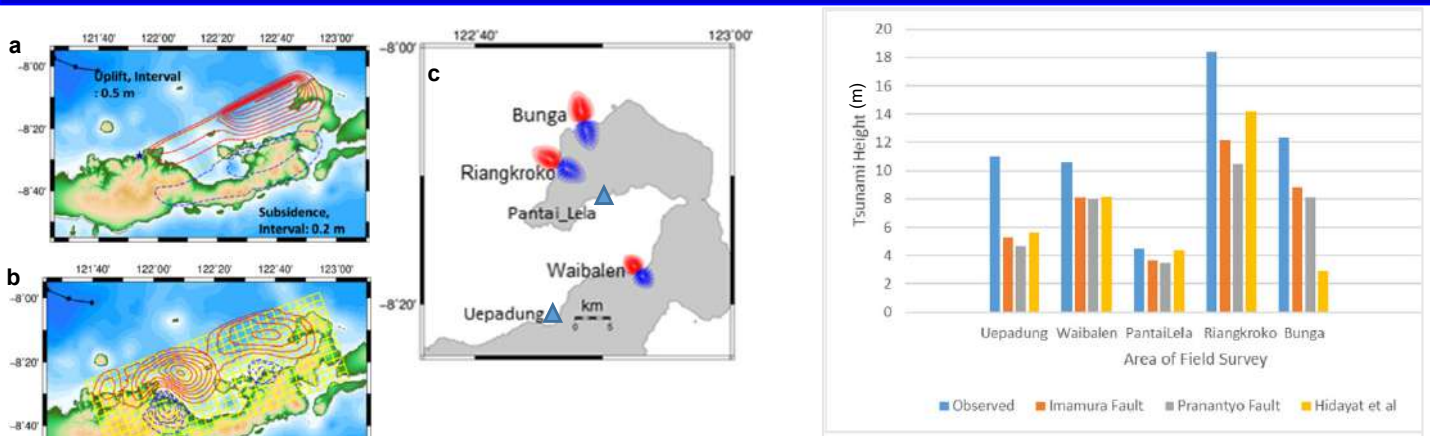 a
121°40' 122°00' 122°20' 122°40' 123°00'
-8°00'
-8°20'
-8°40'
Uplift, Interval
: 0.5 m
Subsidence,
Interval: 0.2 m
b
121°40' 122°00' 122°20' 122°40' 123°00'
-8°00'
-8°20'
-8°40'
c
122°40' 123°00'
-8°00'
-8°20'
Bunga
Riangkroko
Pantai_Lela
Waibalen
Uepadung
km
0 5
Tsunami Height (m)
20
18
16
14
12
10
8
6
4
2
0
Uepadung Waibalen PantaiLela Riangkroko Bunga
Area of Field Survey
Observed Imamura Fault Pranantyo Fault Hidayat et al